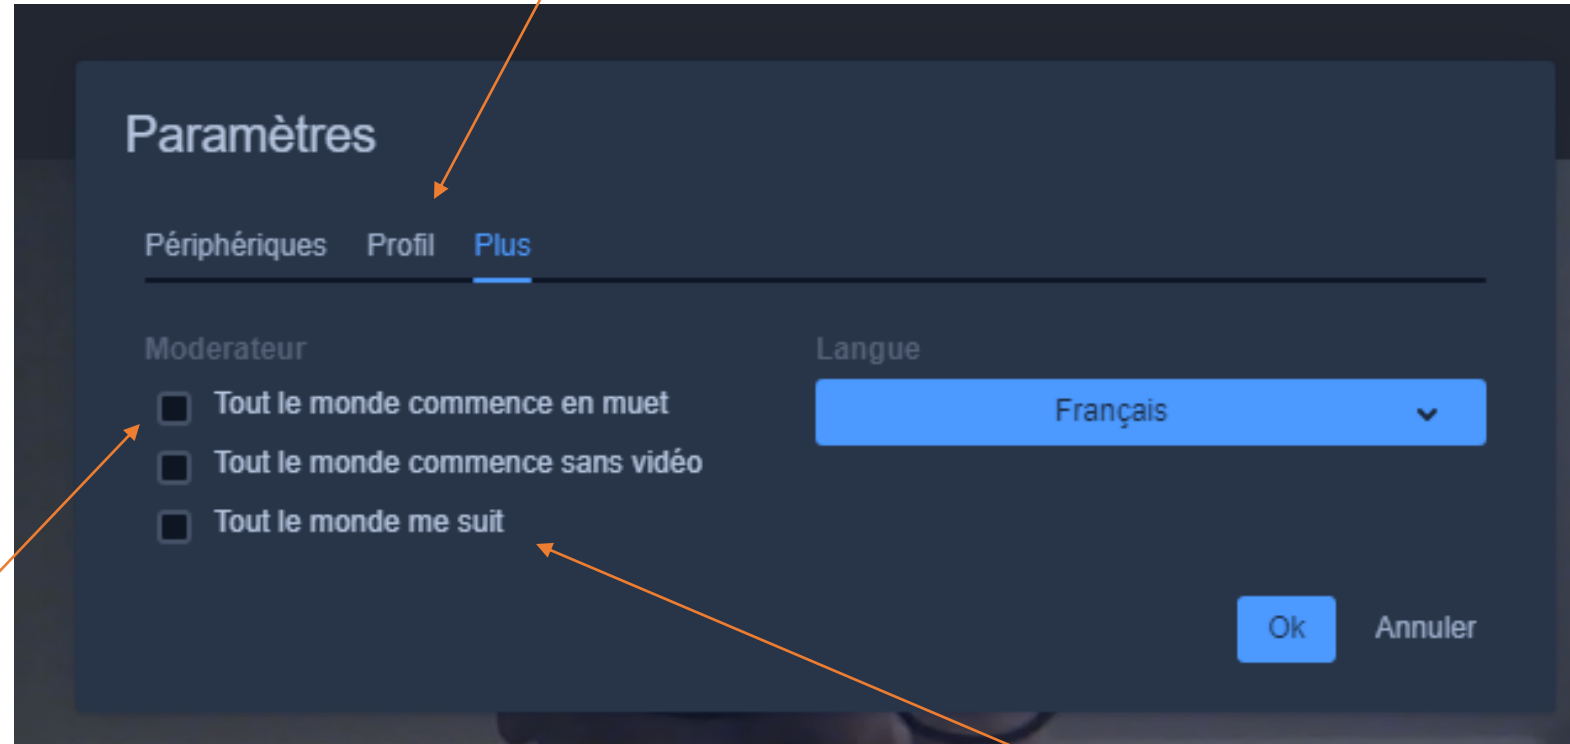 Paramètres
Périphériques Profil Plus
Moderateur
Tout le monde commence en muet
Tout le monde commence sans vidéo
Tout le monde me suit
Langue
Français
Ok Annuler